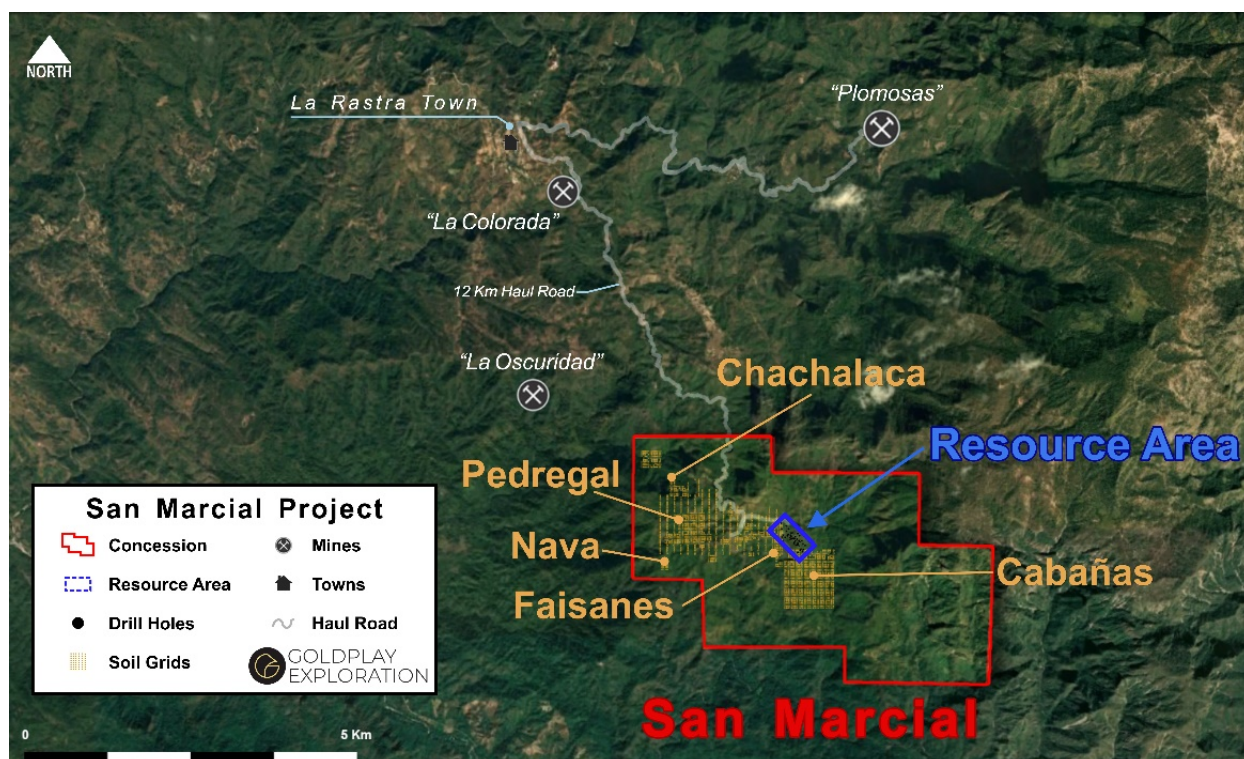 NORTH
La Rastra Town
"Plomosas"
"La Colorada"
12 Km Haul Road
"La Oscuridad"
Chachalaca
Resource Area
Pedregal
Nava
Faisanes
Cabañas
San Marcial
San Marcial Project
Concession
Mines
Resource Area
Towns
Drill Holes
Haul Road
Soil Grids
GOLDPLAY
EXPLORATION
0
5 Km